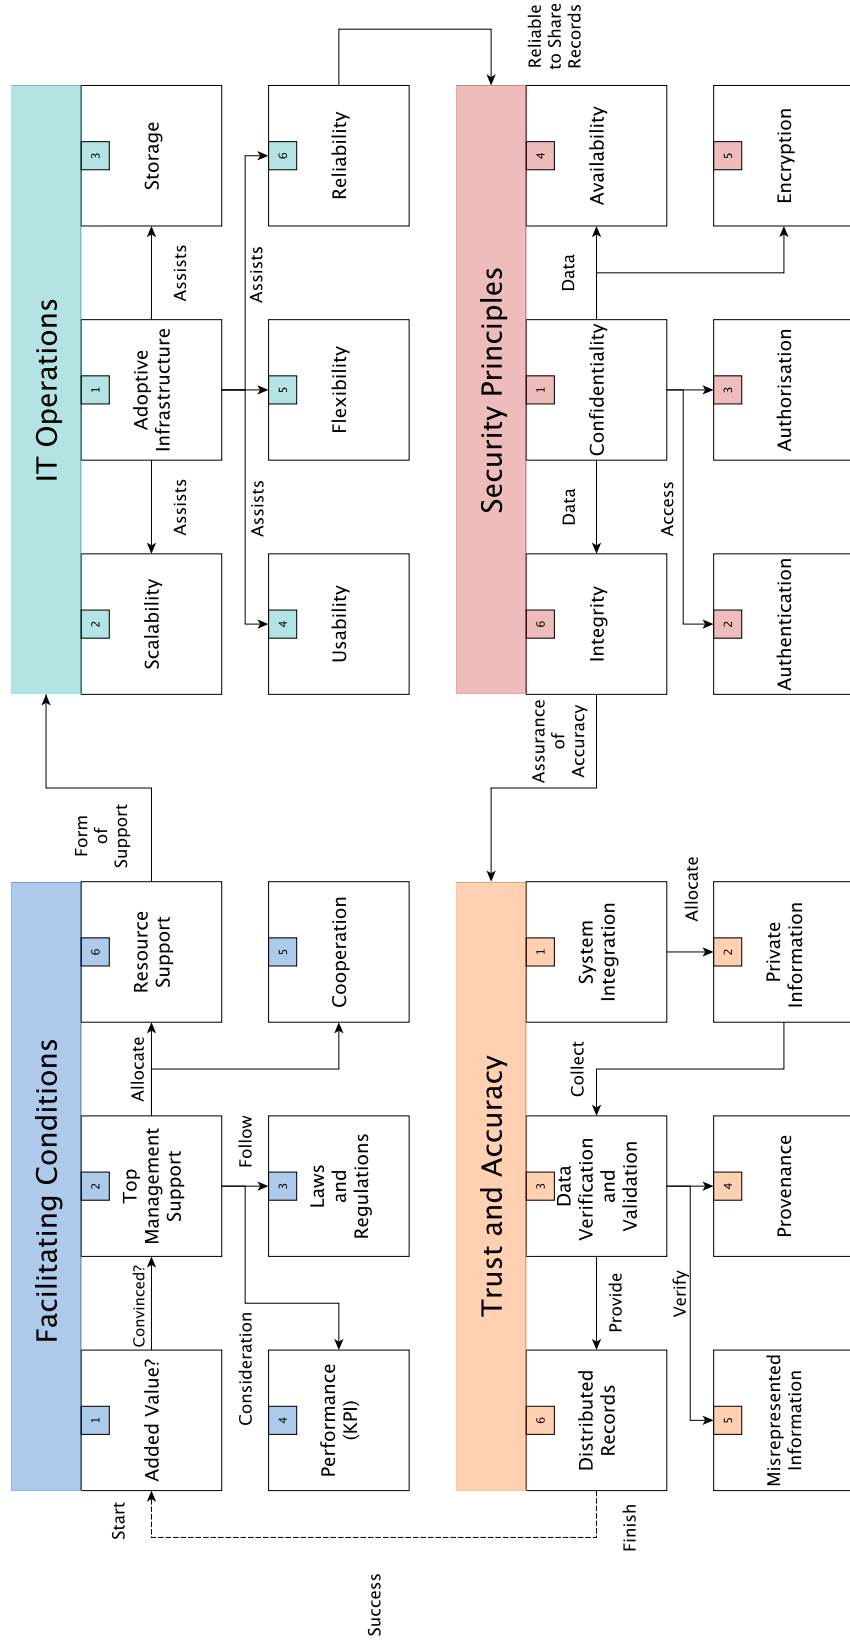 Facilitating Conditions
Start
1
Added Value?
Convinced?
2
Top
Management
Support
Allocate
6
Resource
Support
Form
of
Support
Consideration
4
Performance
(KPI)
Follow
3
Laws
and
Regulations
5
Cooperation
IT Operations
2
Scalability
Assists
1
Adoptive
Infrastructure
Assists
3
Storage
4
Usability
Assists
5
Flexibility
Assists
6
Reliability
Success
Trust and Accuracy
Finish
6
Distributed
Records
Provide
3
Data
Verification
and
Validation
Collect
1
System
Integration
Assurance
of
Accuracy
5
Misrepresented
Information
Verify
4
Provenance
2
Private
Information
Allocate
Security Principles
Reliable
to Share
Records
6
Integrity
Data
1
Confidentiality
Data
4
Availability
2
Authentication
Access
3
Authorisation
5
Encryption